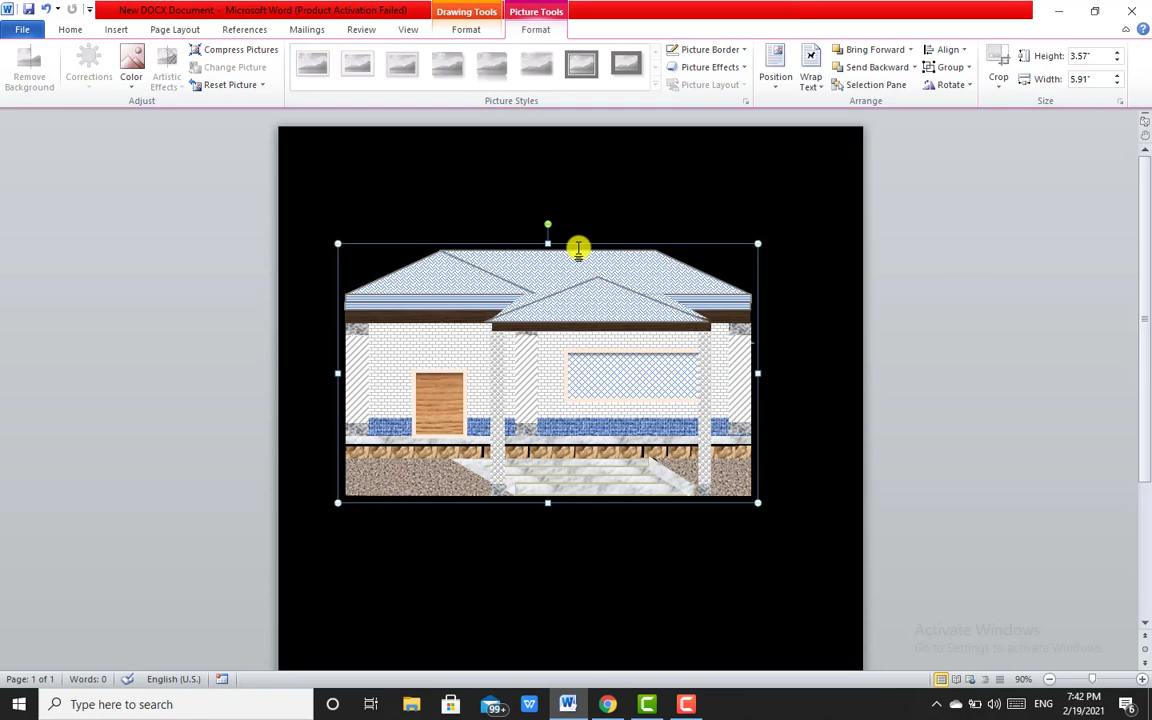 New DOCX Document - Microsoft Word (Product Activation Failed)
Drawing Tools
Picture Tools
File
Home
Insert
Page Layout
References
Mailings
Review
View
Format
Format
Remove Background
Corrections
Color
Artistic Effects
Compress Pictures
Change Picture
Reset Picture
Adjust
Picture Styles
Picture Border
Picture Effects
Picture Layout
Position
Wrap Text
Bring Forward
Send Backward
Selection Pane
Align
Group
Rotate
Arrange
Crop
Height: 3.57"
Width: 5.91"
Size
Activate Windows
Go to Settings to activate Windows.
Page: 1 of 1
Words: 0
English (U.S.)
90%
Type here to search
99+
ENG
7:42 PM
2/19/2021
6